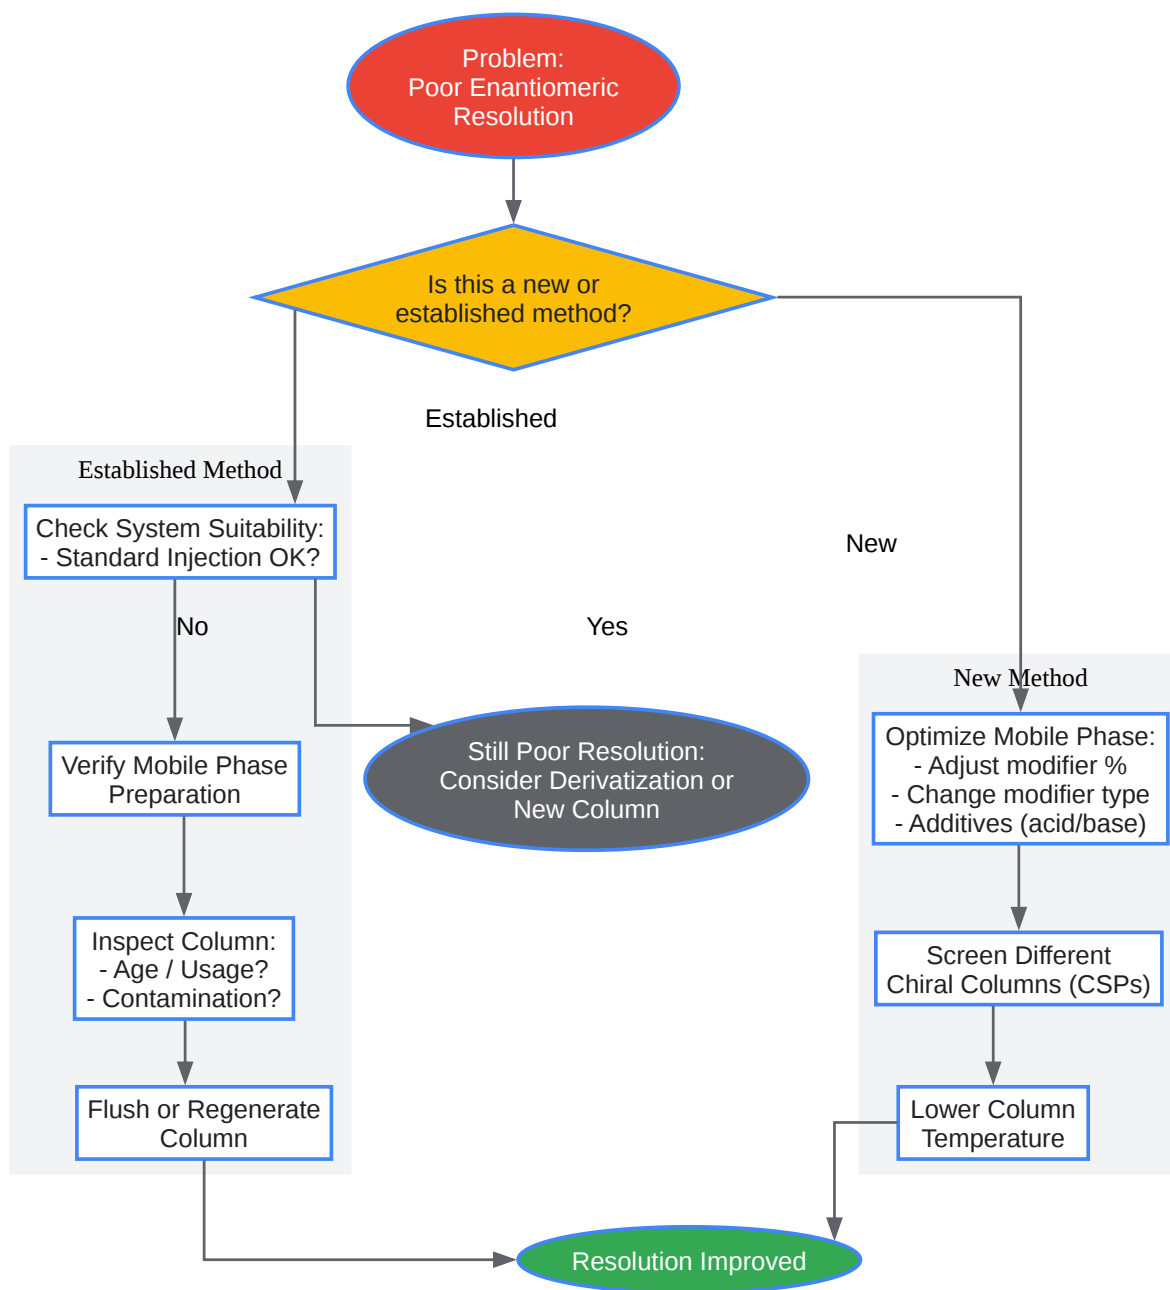 Problem:
Poor Enantiomeric
Resolution
Is this a new or
established method?
Established
Established Method
Check System Suitability:
- Standard Injection OK?
New
No
Yes
New Method
Optimize Mobile Phase:
- Adjust modifier %
- Change modifier type
- Additives (acid/base)
Verify Mobile Phase
Preparation
Still Poor Resolution:
Consider Derivatization or
New Column
Inspect Column:
- Age / Usage?
- Contamination?
Screen Different
Chiral Columns (CSPs)
Flush or Regenerate
Column
Lower Column
Temperature
Resolution Improved